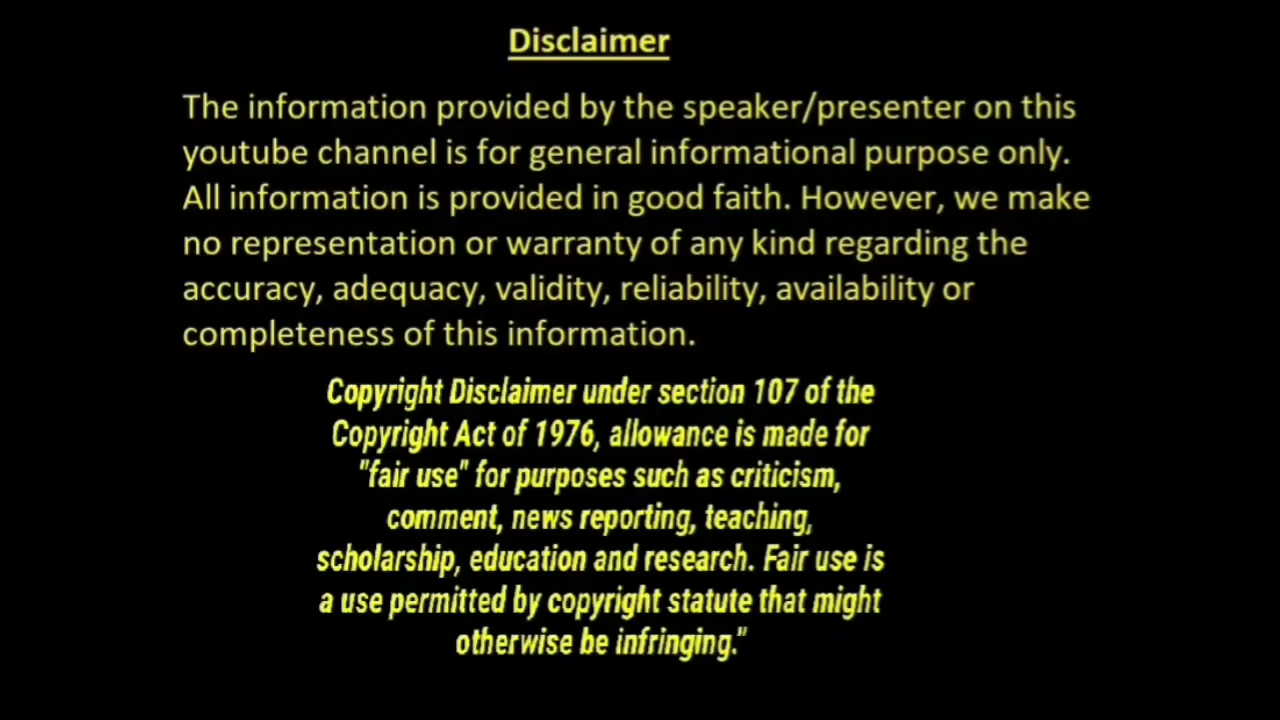 Disclaimer
The information provided by the speaker/presenter on this
youtube channel is for general informational purpose only.
All information is provided in good faith. However, we make
no representation or warranty of any kind regarding the
accuracy, adequacy, validity, reliability, availability or
completeness of this information.
Copyright Disclaimer under section 107 of the
Copyright Act of 1976, allowance is made for
"fair use" for purposes such as criticism,
comment, news reporting, teaching,
scholarship, education and research. Fair use is
a use permitted by copyright statute that might
otherwise be infringing."